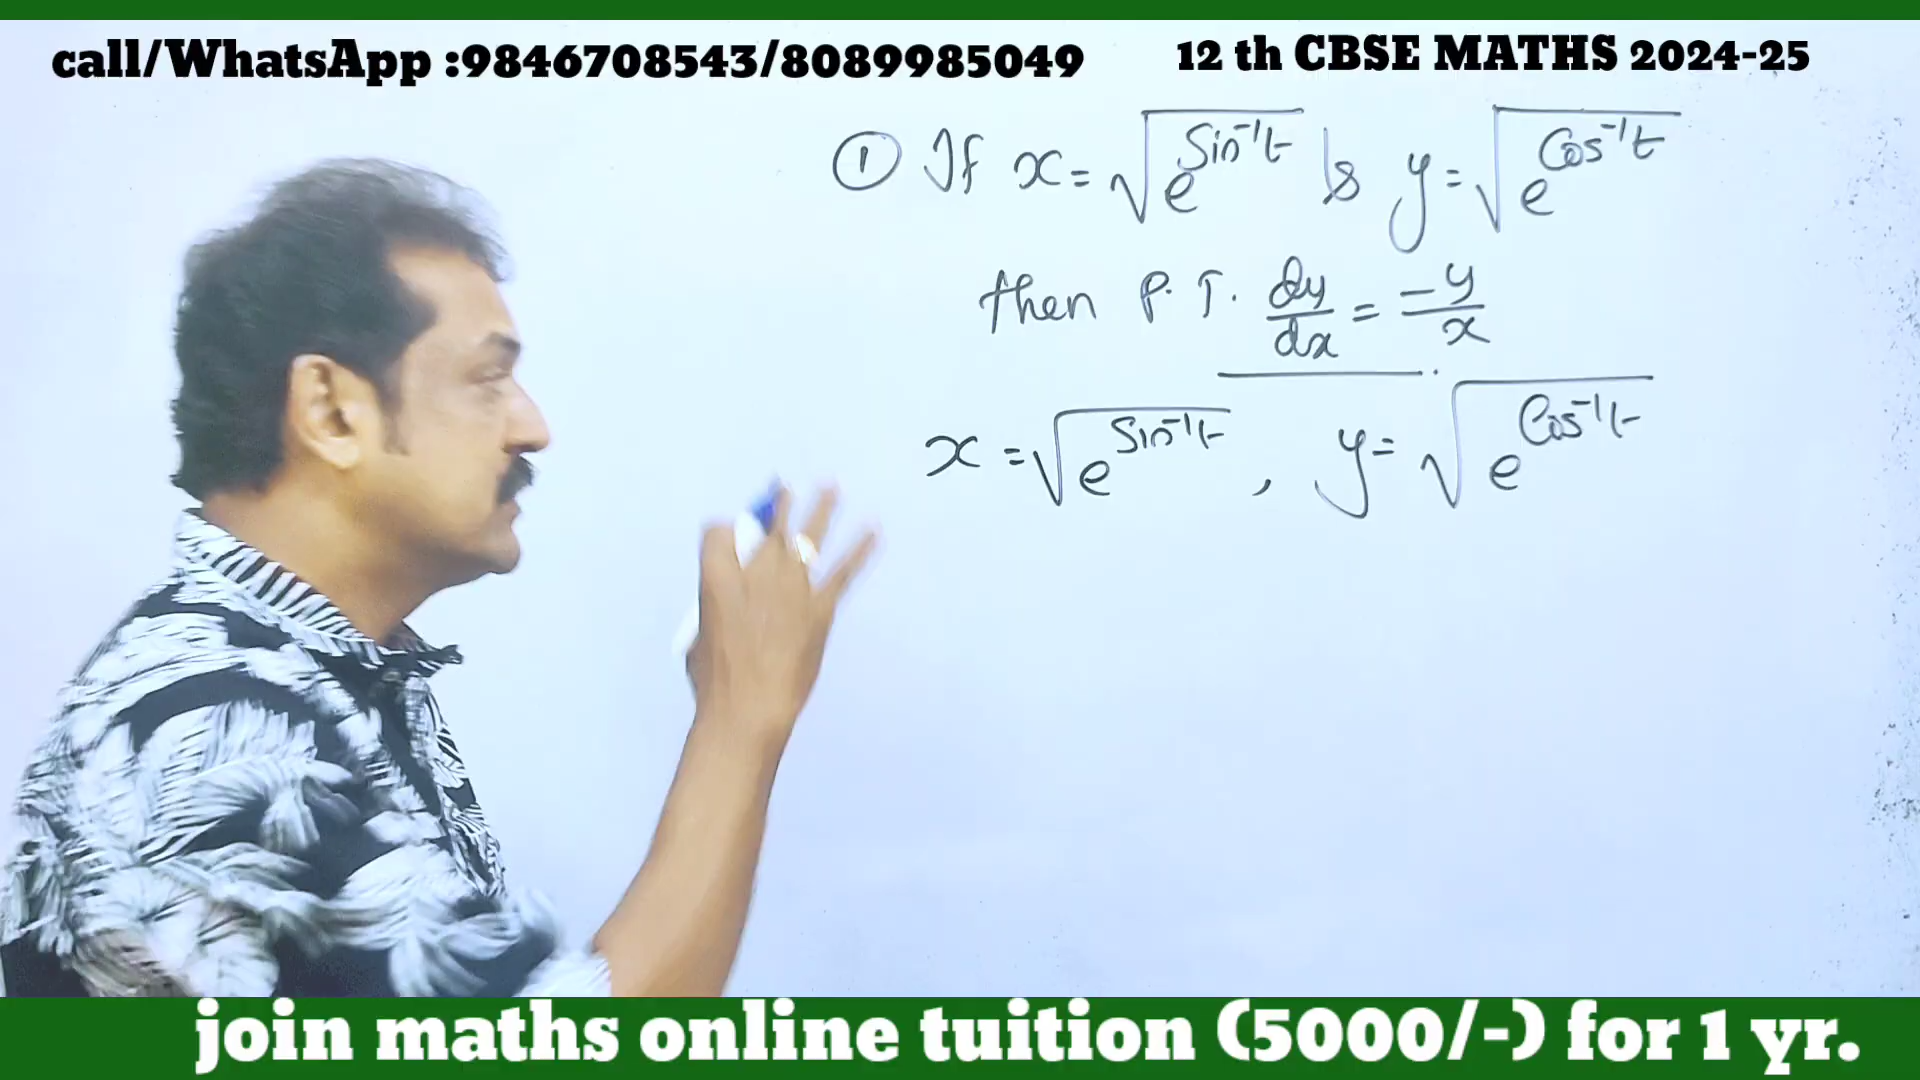 call/WhatsApp :9846708543/8089985049
12 th CBSE MATHS 2024-25
① If x = √(e^(Sin⁻¹t)) & y = √(e^(Cos⁻¹t))
then P.T. dy/dx = -y/x.
x = √(e^(Sin⁻¹t)), y = √(e^(Cos⁻¹t))
join maths online tuition (5000/-) for 1 yr.